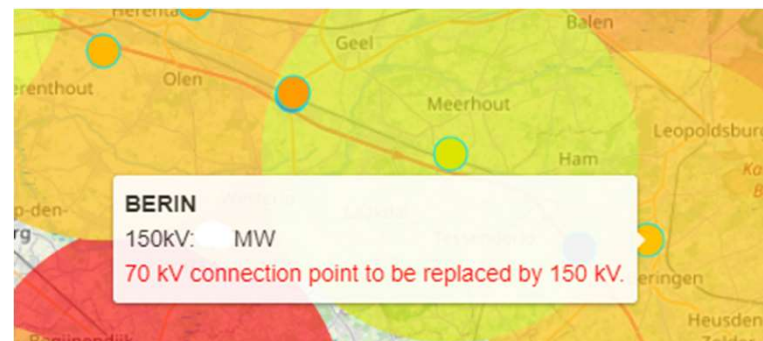 Herenta
Balen
Geel
Olen
erenthout
Meerhout
Leopoldsburg
Ham
p-den-
rg
BERIN
150kV: MW
70 kV connection point to be replaced by 150 kV.
eringen
Heusden
Zolder